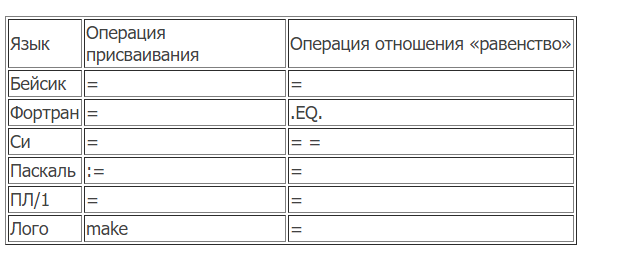 Язык Операция присваивания Операция отношения «равенство»
Бейсик = =
Фортран = .EQ.
Си = = =
Паскаль := =
ПЛ/1 = =
Лого make =